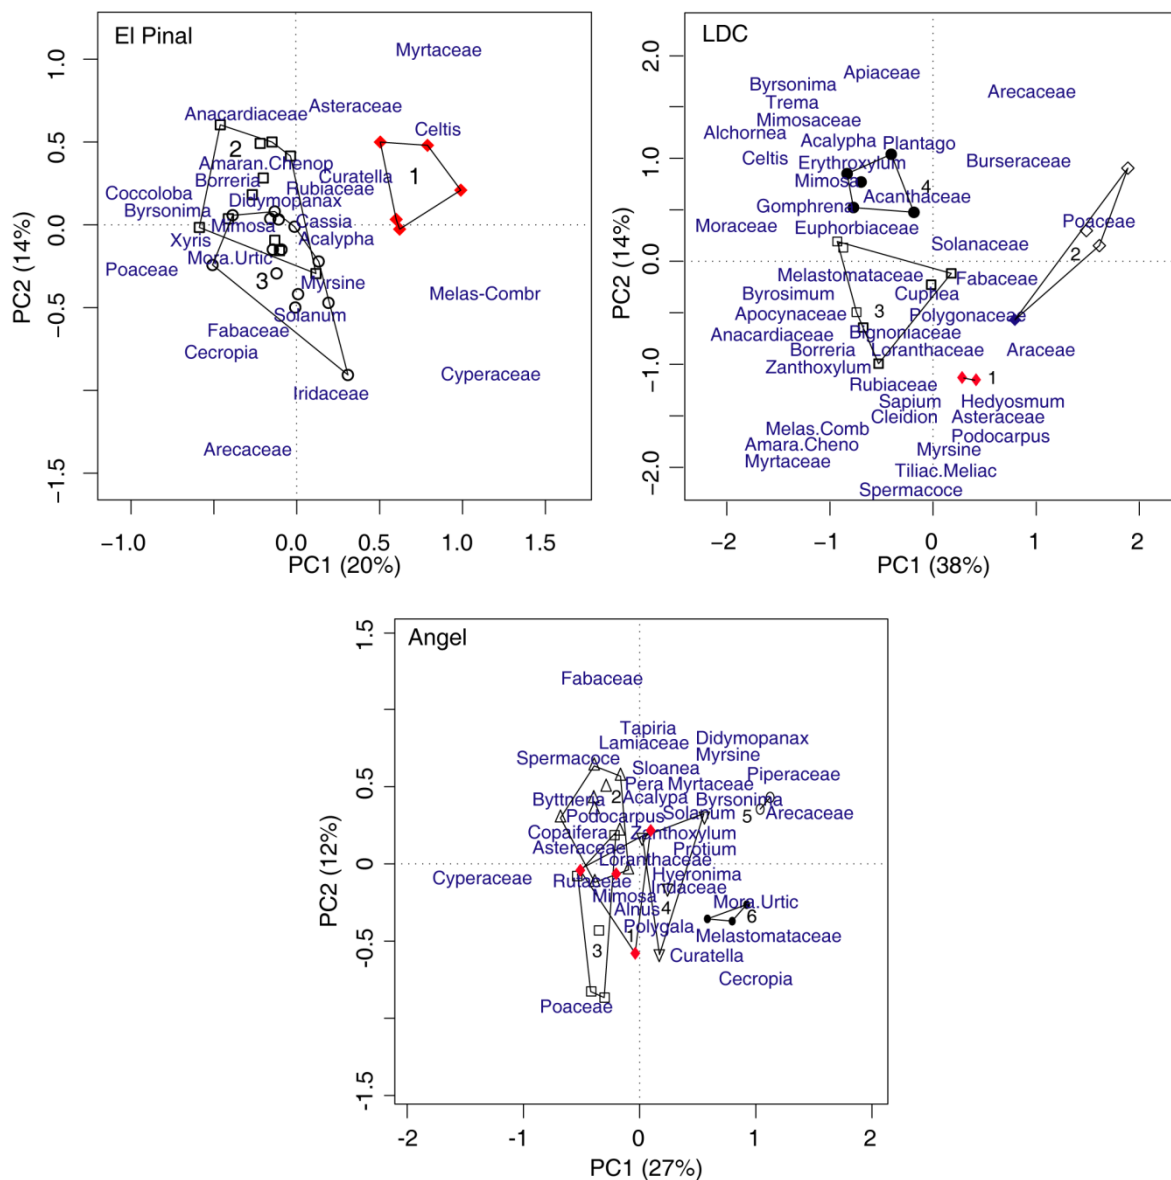 El Pinal
Myrtaceae
1.0
Asteraceae
Anacardiaceae
Celtis
0.5
2
Amaran.Chenop
Curatella
1
Borreria
Rubiaceae
Coccoloba
Didymopanax
Byrsonima
Mimosa
Cassia
0.0
Xyris
Acalypha
Mora.Urtic
Poaceae
3
Myrsine
Melas-Combr
−0.5
Solanum
Fabaceae
Cecropia
Cyperaceae
Iridaceae
Arecaceae
−1.5
PC2 (14%)
−1.0
0.0
0.5
1.0
1.5
PC1 (20%)
LDC
2.0
Apiaceae
Byrsonima
Arecaceae
Trema
Mimosaceae
Alchornea
Acalypha
Plantago
1.0
Celtis
Erythroxylum
Burseraceae
Mimosa
4
Acanthaceae
Gomphrena
Moraceae
Euphorbiaceae
Poaceae
Solanaceae
2
0.0
Melastomataceae
Fabaceae
Byrosimum
Cuphea
Apocynaceae
3
Polygonaceae
Anacardiaceae
Bignoniaceae
Borreria
Loranthaceae
Araceae
−1.0
Zanthoxylum
1
Rubiaceae
Sapium
Hedyosmum
Cleidion
Asteraceae
Melas.Comb
Podocarpus
Amara.Cheno
Myrsine
Myrtaceae
Tiliac.Meliac
−2.0
Spermacoce
PC2 (14%)
−2
−1
0
1
2
PC1 (38%)
Angel
1.5
Fabaceae
Tapiria
Lamiaceae
Didymopanax
Spermacoce
Myrsine
Sloanea
Piperaceae
Pera
Myrtaceae
0.5
Byttneria
2
Acalypa
Byrsonima
Podocarpus
Solanum
5
Arecaceae
Copaifera
Zanthoxylum
Asteraceae
Protium
0
Loranthaceae
Cyperaceae
Rutaceae
Hyeronima
Iridaceae
Mimosa
4
Mora.Urtic
Alnus
6
Polygala
1
−0.5
3
Melastomataceae
Curatella
Cecropia
Poaceae
−1.5
PC2 (12%)
-2
-1
0
1
2
PC1 (27%)